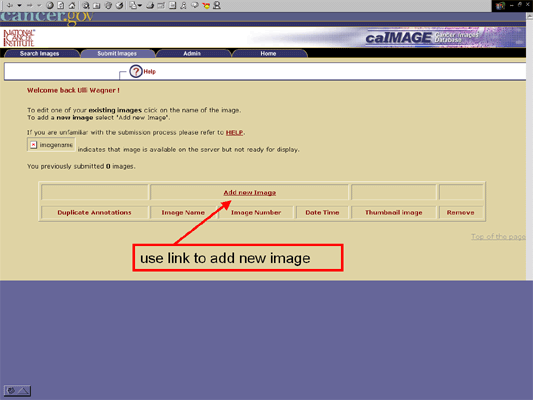 cancer.gov
NATIONAL
CANCER
INSTITUTE
caIMAGE Cancer Images
Database
Search Images Submit Images Admin Home
Help
Welcome back Ulli Wagner !
To edit one of your existing images click on the name of the image.
To add a new image select 'Add new Image'.
If you are unfamiliar with the submission process please refer to HELP.
imagename indicates that image is available on the server but not ready for display.
You previously submitted 0 images.
Add new Image
Duplicate Annotations Image Name Image Number Date Time Thumbnail image Remove
Top of the page
use link to add new image